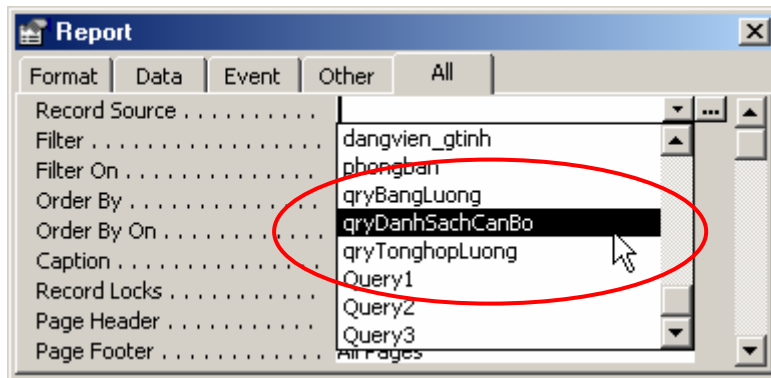 Report
Format Data Event Other All
Record Source . . . . . . . . . .
Filter . . . . . . . . . . . . . . . . . . dangvien_gtinh
Filter On . . . . . . . . . . . . . . . phongban
Order By . . . . . . . . . . . . . . . qryBangLuong
Order By On . . . . . . . . . . . . qryDanhSachCanBo
Caption . . . . . . . . . . . . . . . . qryTonghopLuong
Record Locks . . . . . . . . . . . Query1
Page Header . . . . . . . . . . . Query2
Query3
Page Footer . . . . . . . . . . . . All Pages